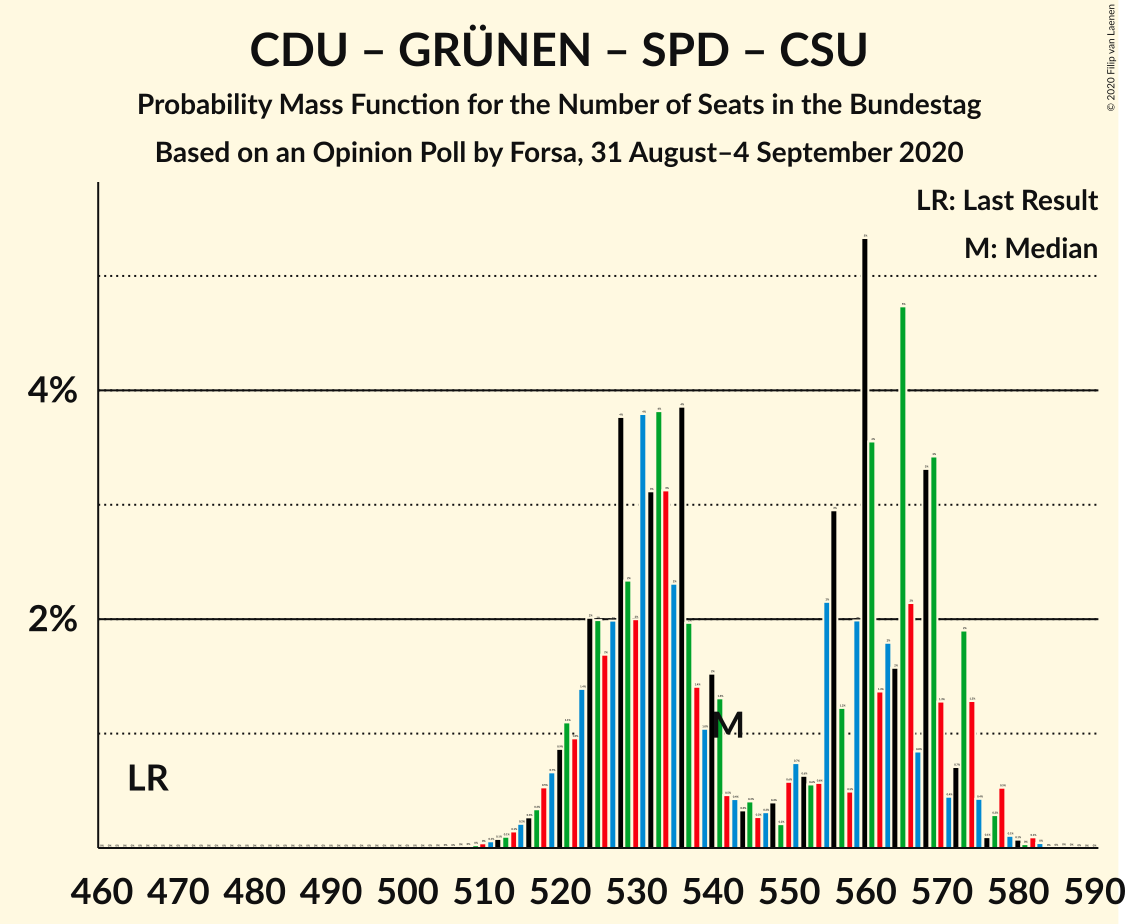 CDU – GRÜNEN – SPD – CSU
Probability Mass Function for the Number of Seats in the Bundestag
Based on an Opinion Poll by Forsa, 31 August–4 September 2020
© 2020 Filip van Laenen
LR: Last Result
M: Median
4%
2%
LR
M
460 470 480 490 500 510 520 530 540 550 560 570 580 590